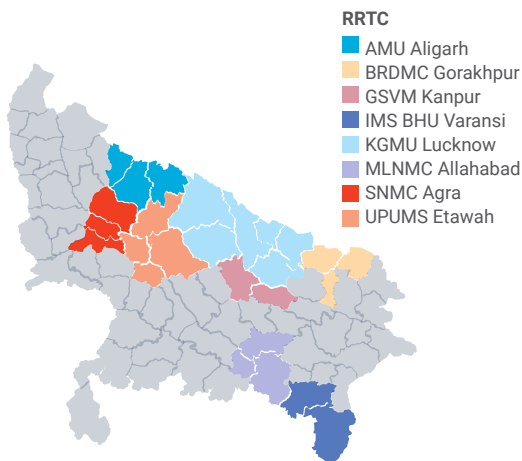 RRTC
AMU Aligarh
BRDMC Gorakhpur
GSVM Kanpur
IMS BHU Varansi
KGMU Lucknow
MLNMC Allahabad
SNMC Agra
UPUMS Etawah